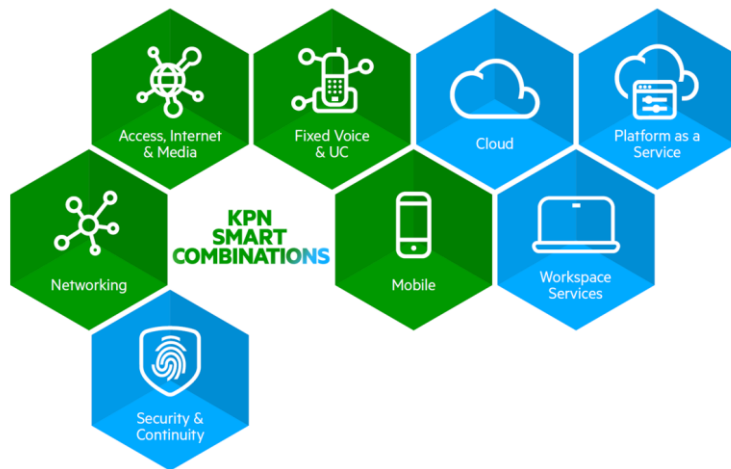 Access, Internet
& Media
Fixed Voice
& UC
Cloud
Platform as a
Service
Networking
KPN
SMART
COMBINATIONS
Mobile
Workspace
Services
Security &
Continuity